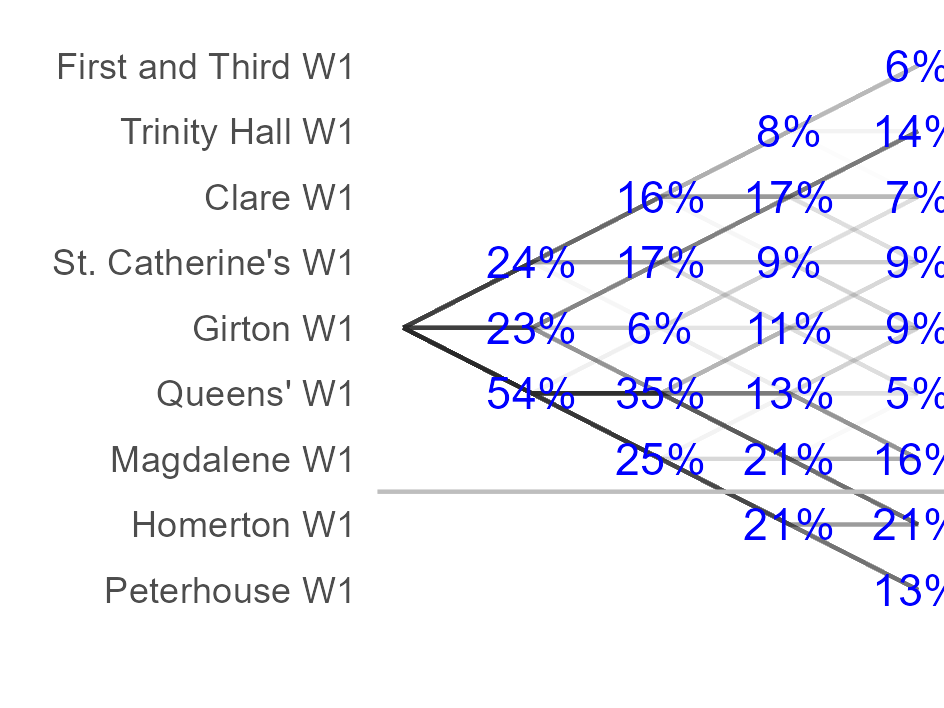 First and Third W1 6%
Trinity Hall W1 8% 14%
Clare W1 16% 17% 7%
St. Catherine's W1 24% 17% 9% 9%
Girton W1 23% 6% 11% 9%
Queens' W1 54% 35% 13% 5%
Magdalene W1 25% 21% 16%
Homerton W1 21% 21%
Peterhouse W1 13%